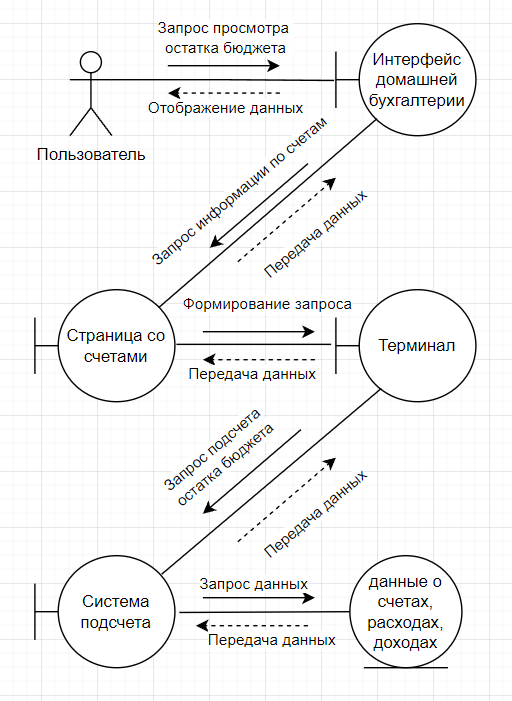 Запрос просмотра
остатка бюджета
Отображение данных
Пользователь
Интерфейс
домашней
бухгалтерии
Запрос информации по счетам
Передача данных
Страница со
счетами
Формирование запроса
Передача данных
Терминал
Запрос подсчета
остатка бюджета
Передача данных
Система
подсчета
Запрос данных
Передача данных
данные о
счетах,
расходах,
доходах